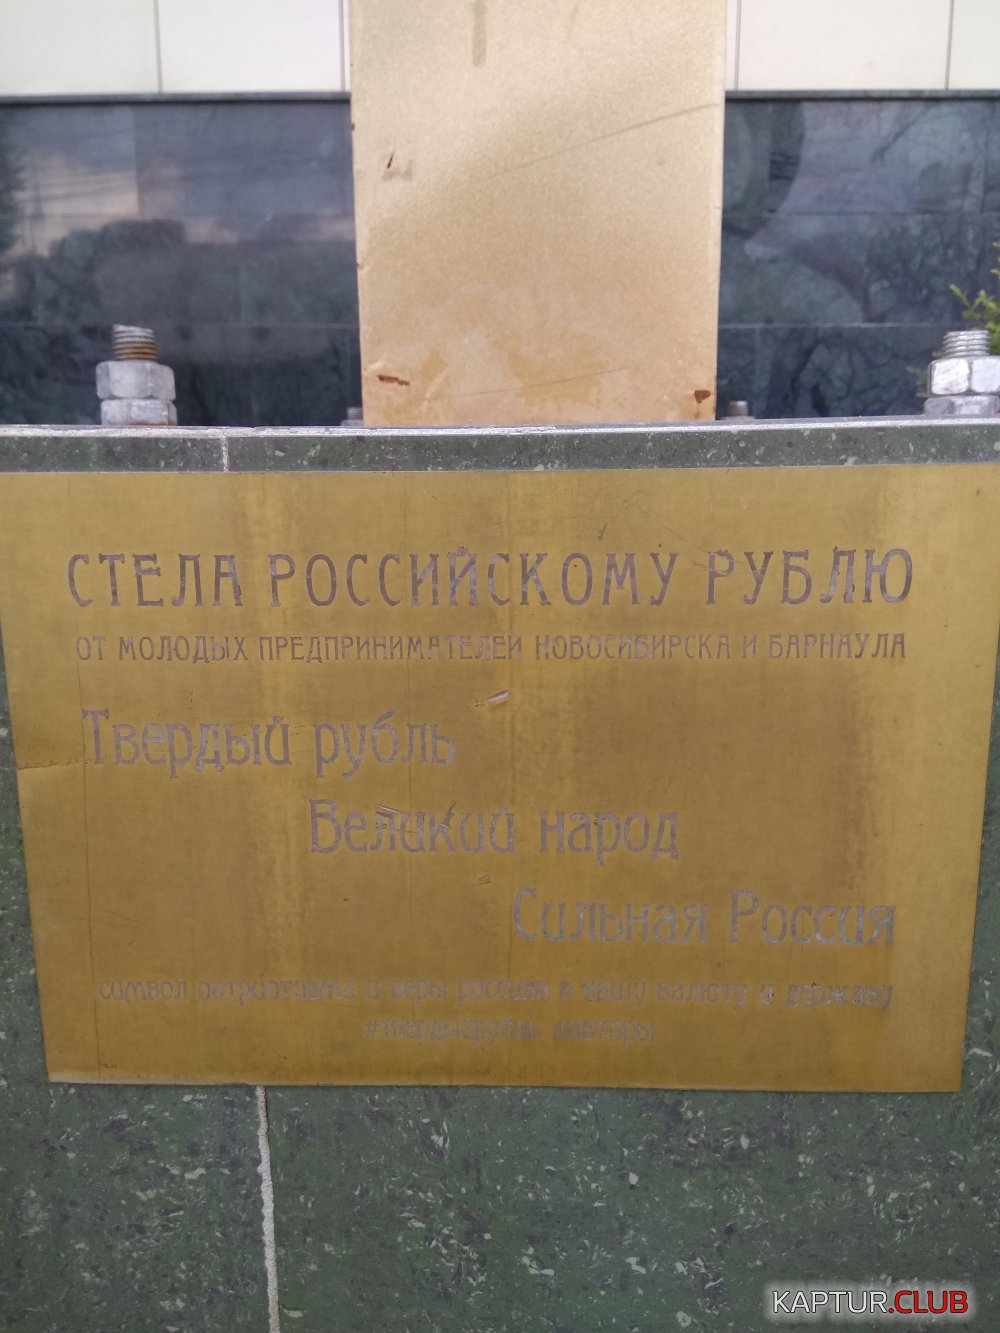 СТЕЛА РОССИЙСКОМУ РУБЛЮ
ОТ МОЛОДЫХ ПРЕДПРИНИМАТЕЛЕЙ НОВОСИБИРСКА И БАРНАУЛА
Твердый рубль
Великий народ
Сильная Россия
символ патриотизма и веры россиян в нашу валюту и державу
#твердыйрубль
KAPTUR.CLUB